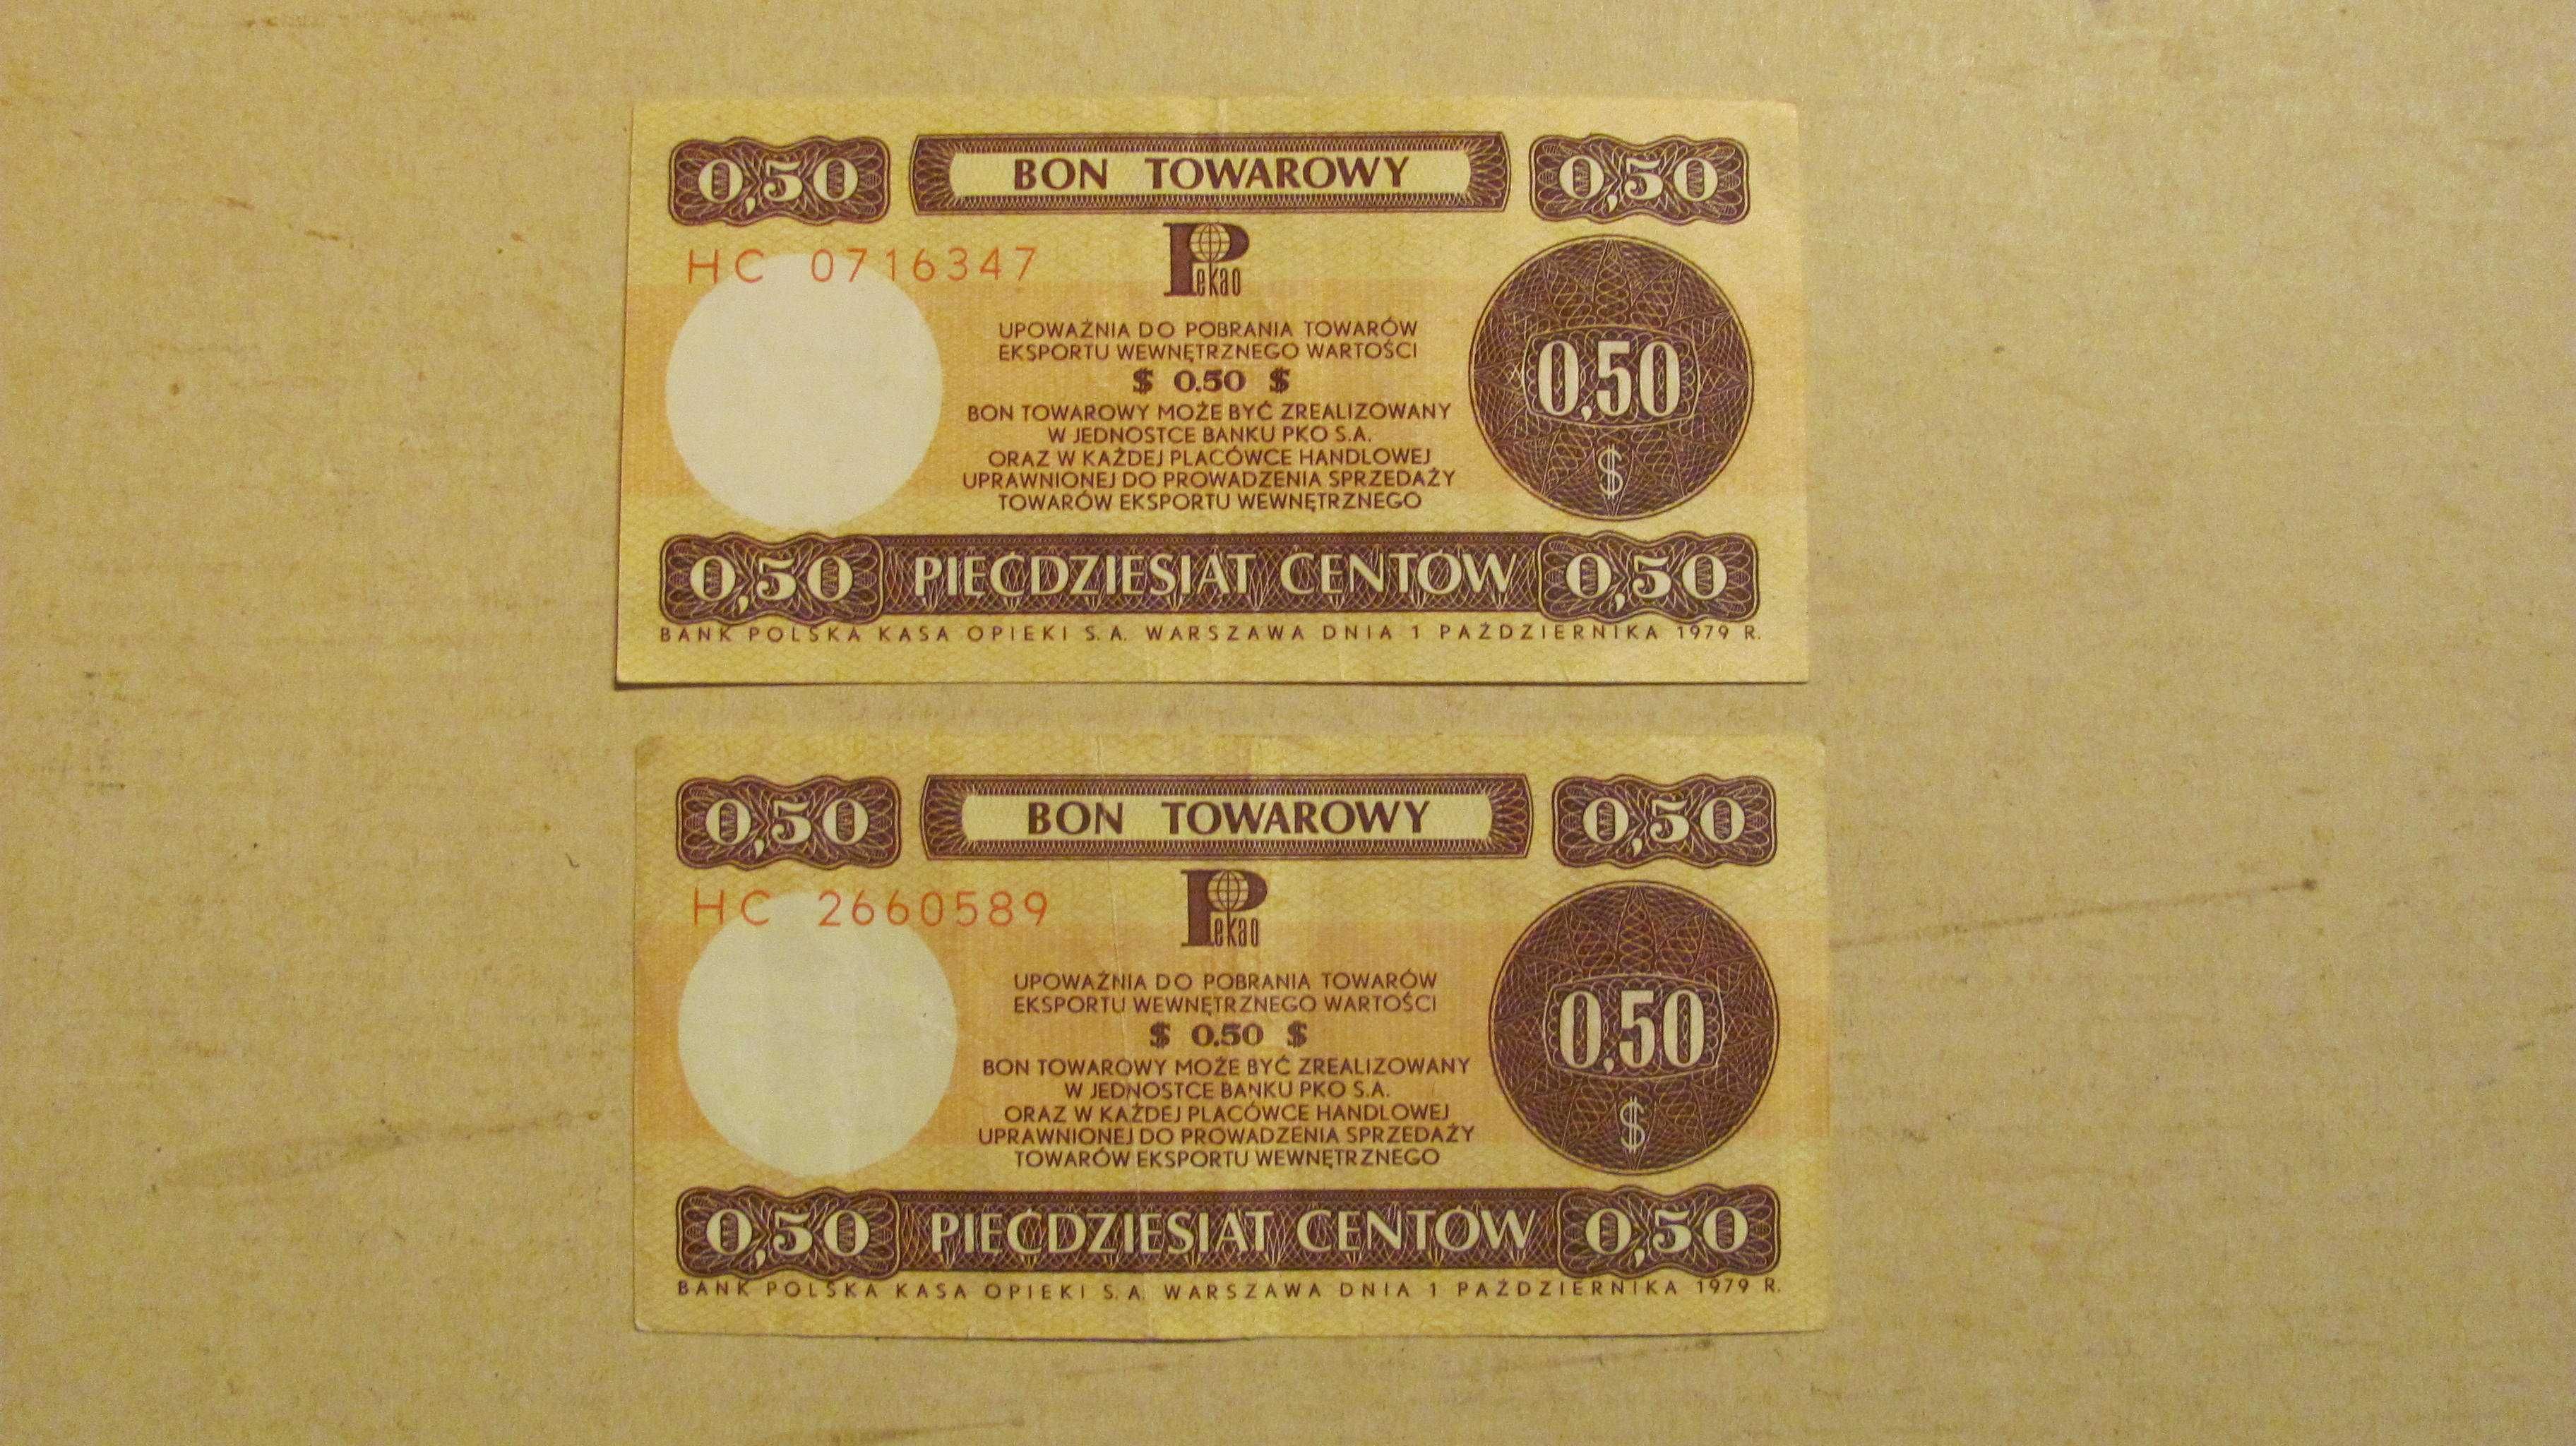 0,50 BON TOWAROWY 0,50
HC 0716347
Pekao
UPOWAŻNIA DO POBRANIA TOWARÓW
EKSPORTU WEWNĘTRZNEGO WARTOŚCI
$ 0.50 $
BON TOWAROWY MOŻE BYĆ ZREALIZOWANY
W JEDNOSTCE BANKU PKO S.A.
ORAZ W KAŻDEJ PLACÓWCE HANDLOWEJ
UPRAWNIONEJ DO PROWADZENIA SPRZEDAŻY
TOWARÓW EKSPORTU WEWNĘTRZNEGO
0,50
$
0,50 PIĘĆDZIESIĄT CENTÓW 0,50
BANK POLSKA KASA OPIEKI S.A. WARSZAWA DNIA 1 PAŹDZIERNIKA 1979 R.
0,50 BON TOWAROWY 0,50
HC 2660589
Pekao
UPOWAŻNIA DO POBRANIA TOWARÓW
EKSPORTU WEWNĘTRZNEGO WARTOŚCI
$ 0.50 $
BON TOWAROWY MOŻE BYĆ ZREALIZOWANY
W JEDNOSTCE BANKU PKO S.A.
ORAZ W KAŻDEJ PLACÓWCE HANDLOWEJ
UPRAWNIONEJ DO PROWADZENIA SPRZEDAŻY
TOWARÓW EKSPORTU WEWNĘTRZNEGO
0,50
$
0,50 PIĘĆDZIESIĄT CENTÓW 0,50
BANK POLSKA KASA OPIEKI S.A. WARSZAWA DNIA 1 PAŹDZIERNIKA 1979 R.